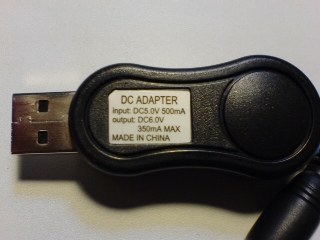 DC ADAPTER
input: DC5.0V 500mA
output: DC6.0V
350mA MAX
MADE IN CHINA